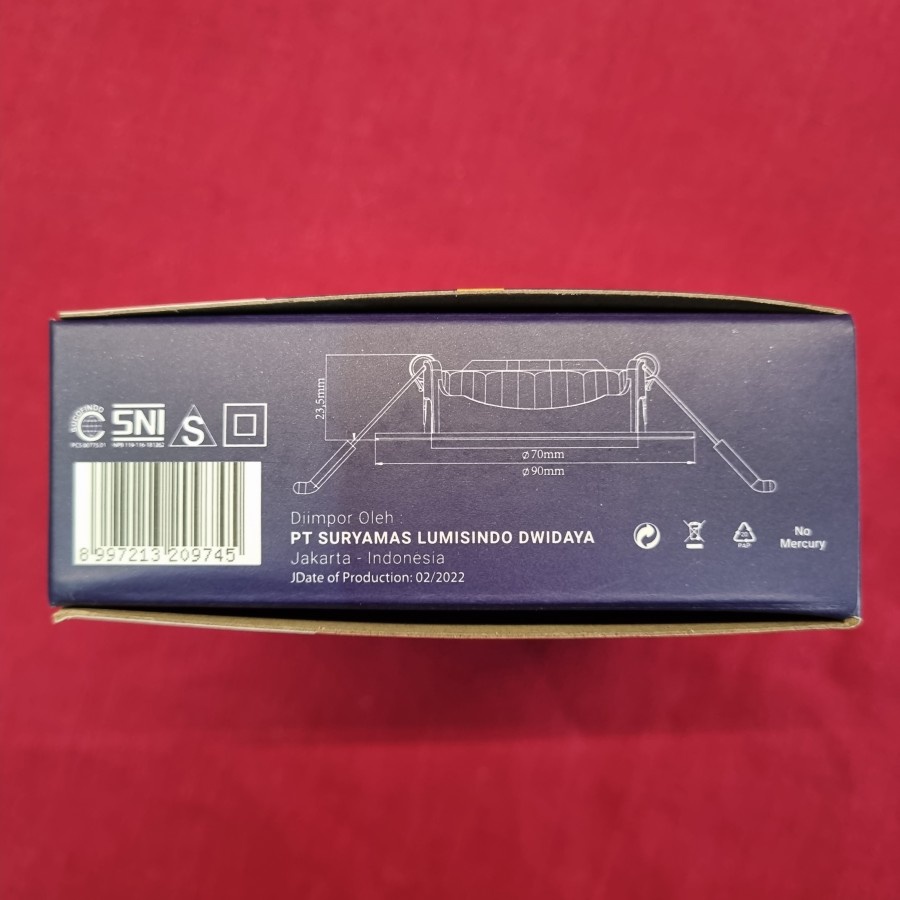 SNI
S
23,5mm
⌀70mm
⌀90mm
8 997213 209745
Diimpor Oleh :
PT SURYAMAS LUMISINDO DWIDAYA
Jakarta - Indonesia
JDate of Production: 02/2022
PAP
No
Mercury